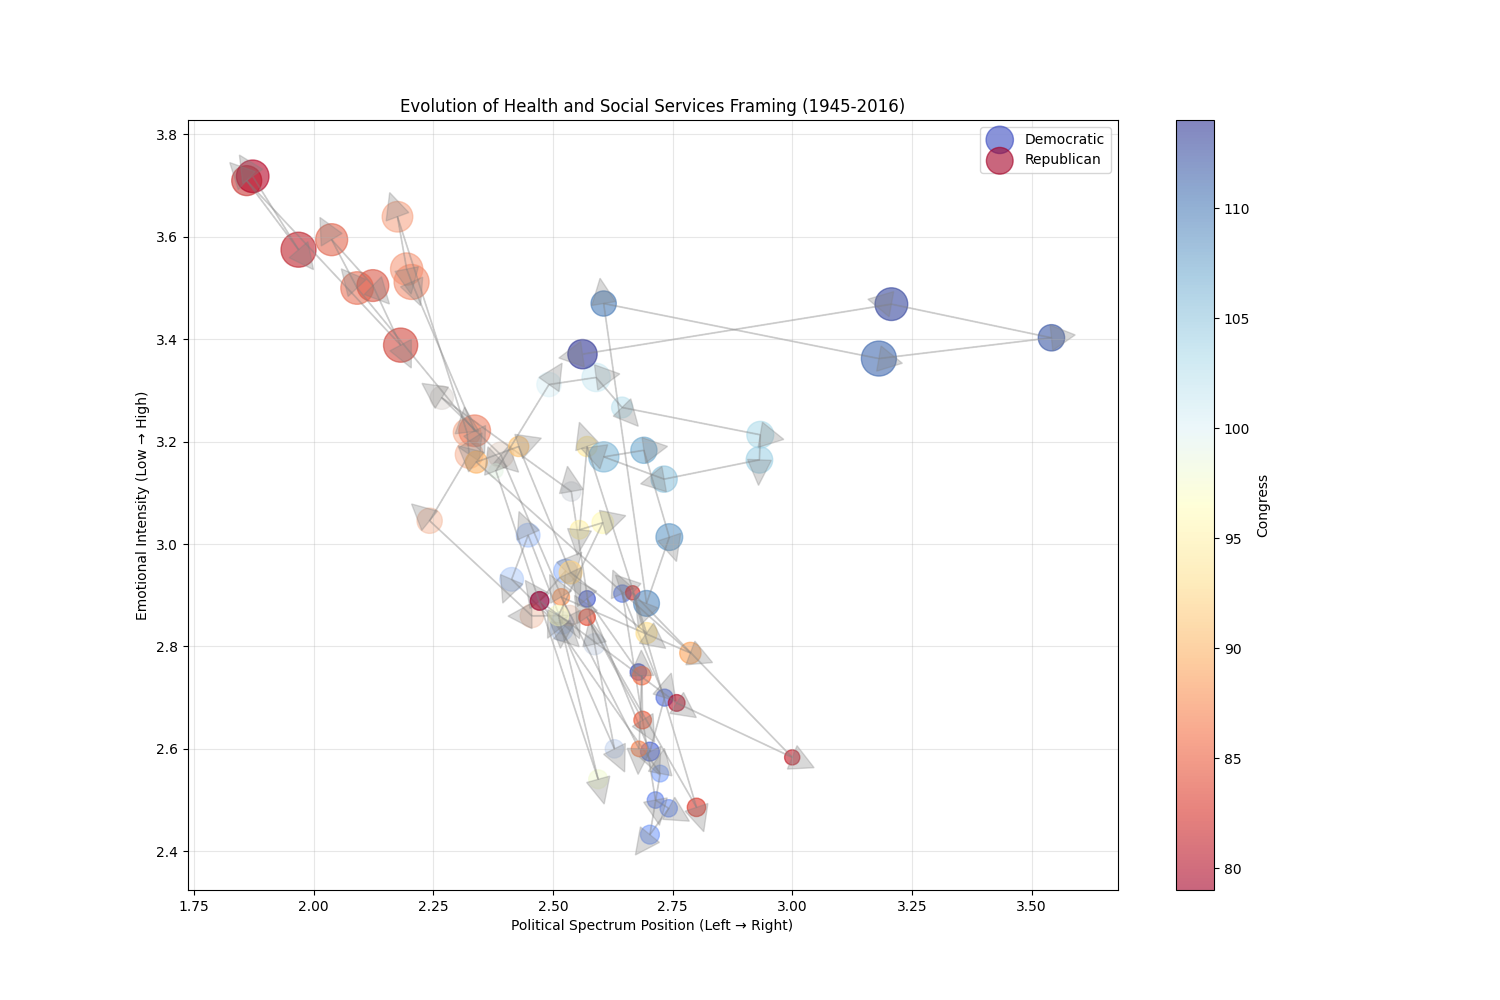 Evolution of Health and Social Services Framing (1945-2016)
Democratic
Republican
3.8
3.6
3.4
3.2
3.0
2.8
2.6
2.4
Emotional Intensity (Low → High)
1.75 2.00 2.25 2.50 2.75 3.00 3.25 3.50
Political Spectrum Position (Left → Right)
110
105
100
95
90
85
80
Congress